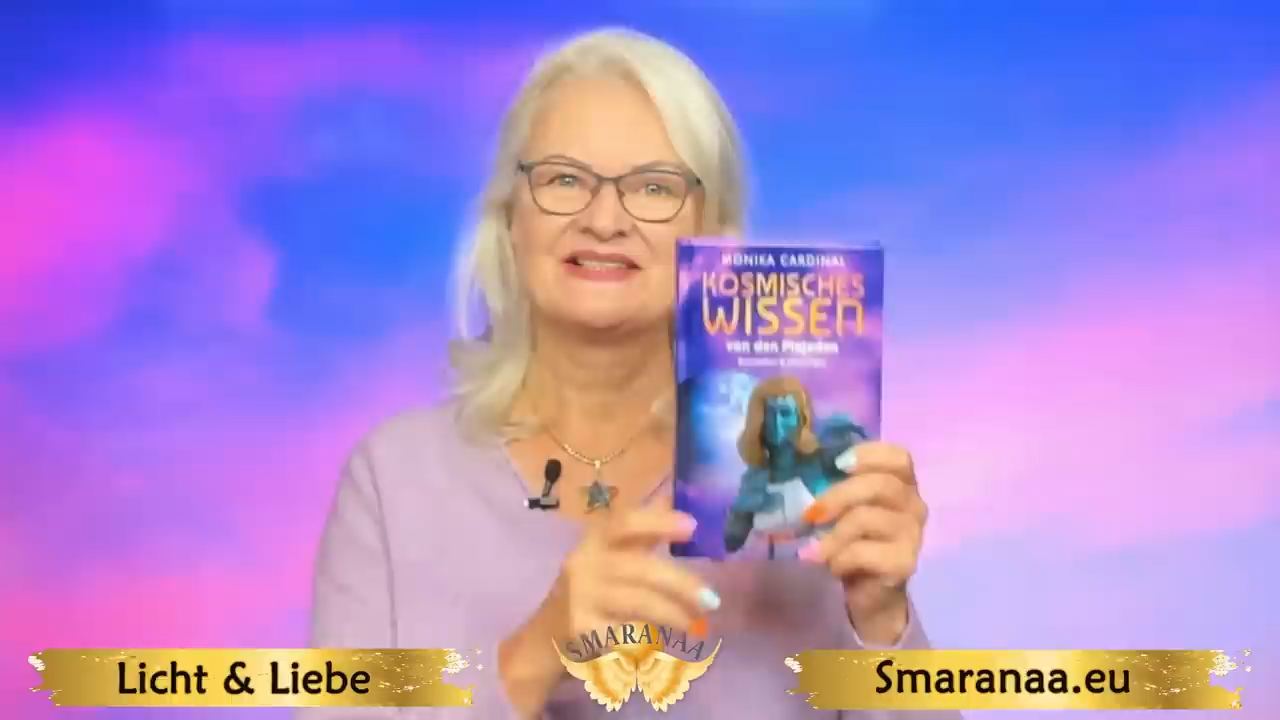 MONIKA CARDINAL
KOSMISCHES
WISSEN
von den Plejaden
SMARANAA
Licht & Liebe
Smaranaa.eu